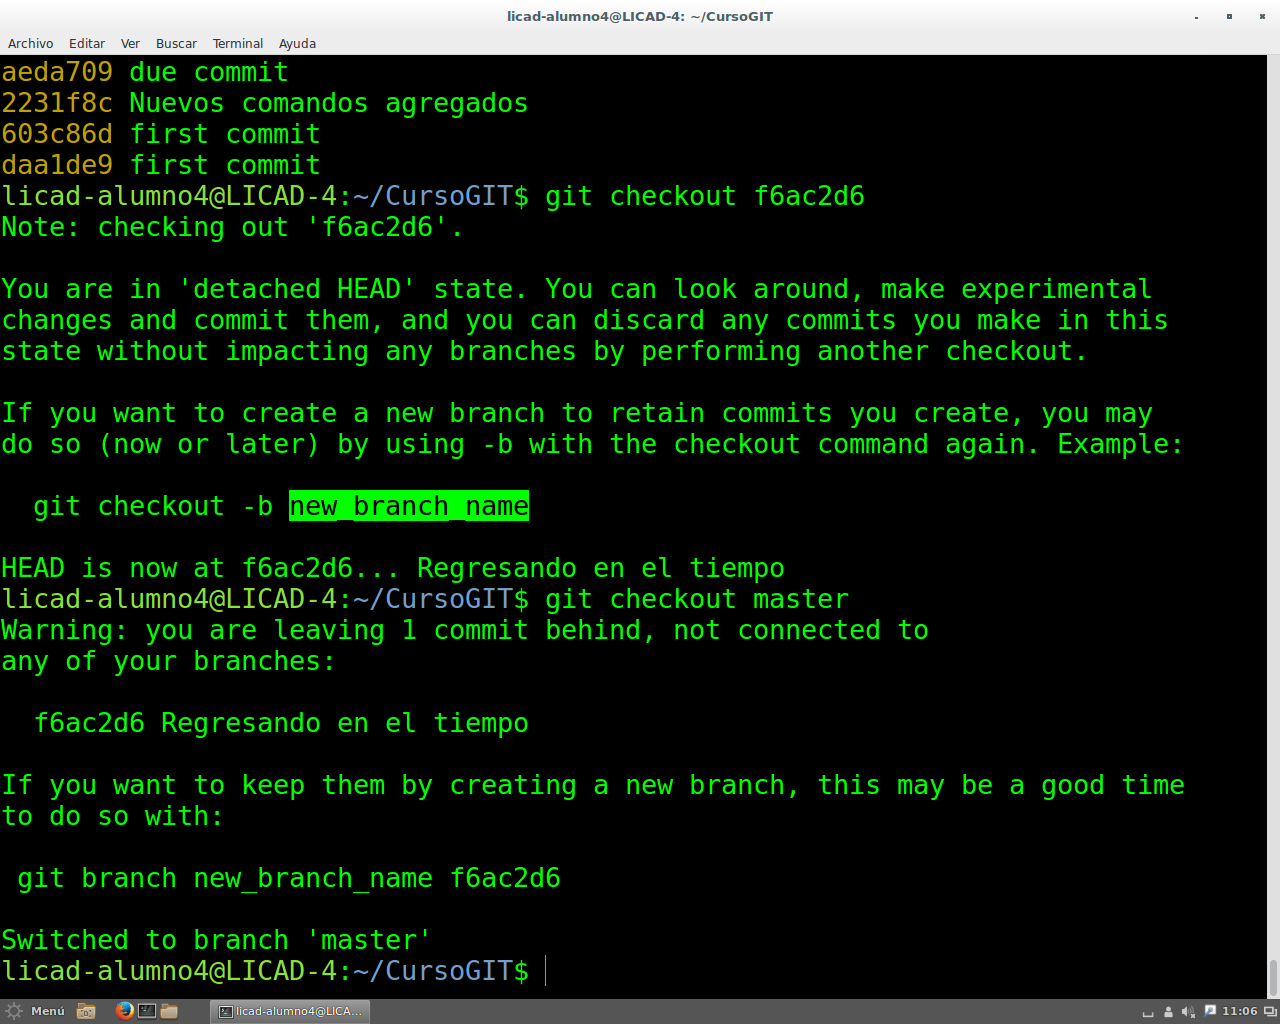 licad-alumno4@LICAD-4: ~/CursoGIT
Archivo Editar Ver Buscar Terminal Ayuda
aeda709 due commit
2231f8c Nuevos comandos agregados
603c86d first commit
daa1de9 first commit
licad-alumno4@LICAD-4:~/CursoGIT$ git checkout f6ac2d6
Note: checking out 'f6ac2d6'.
You are in 'detached HEAD' state. You can look around, make experimental
changes and commit them, and you can discard any commits you make in this
state without impacting any branches by performing another checkout.
If you want to create a new branch to retain commits you create, you may
do so (now or later) by using -b with the checkout command again. Example:
git checkout -b new_branch_name
HEAD is now at f6ac2d6... Regresando en el tiempo
licad-alumno4@LICAD-4:~/CursoGIT$ git checkout master
Warning: you are leaving 1 commit behind, not connected to
any of your branches:
f6ac2d6 Regresando en el tiempo
If you want to keep them by creating a new branch, this may be a good time
to do so with:
git branch new_branch_name f6ac2d6
Switched to branch 'master'
licad-alumno4@LICAD-4:~/CursoGIT$
Menú licad-alumno4@LICA... 11:06